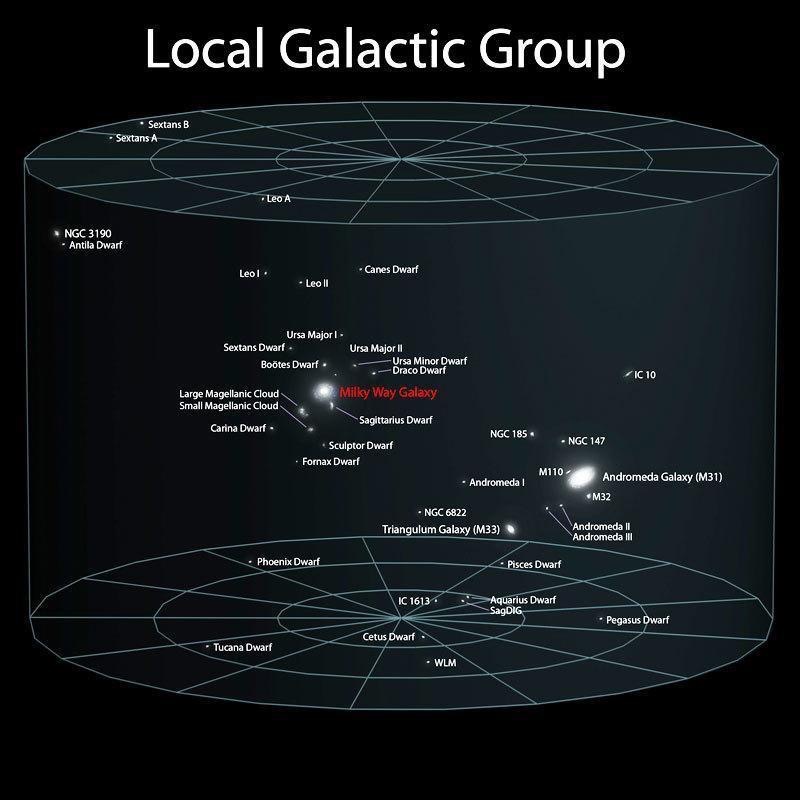 Local Galactic Group
Sextans B
Sextans A
Leo A
NGC 3190
Antila Dwarf
Leo I
Canes Dwarf
Leo II
Ursa Major I
Sextans Dwarf
Ursa Major II
Boötes Dwarf
Ursa Minor Dwarf
Draco Dwarf
IC 10
Milky Way Galaxy
Large Magellanic Cloud
Small Magellanic Cloud
Sagittarius Dwarf
Carina Dwarf
NGC 185
NGC 147
Sculptor Dwarf
Fornax Dwarf
M110
Andromeda Galaxy (M31)
Andromeda I
M32
NGC 6822
Triangulum Galaxy (M33)
Andromeda II
Andromeda III
Phoenix Dwarf
Pisces Dwarf
IC 1613
Aquarius Dwarf
SagDIG
Pegasus Dwarf
Cetus Dwarf
Tucana Dwarf
WLM